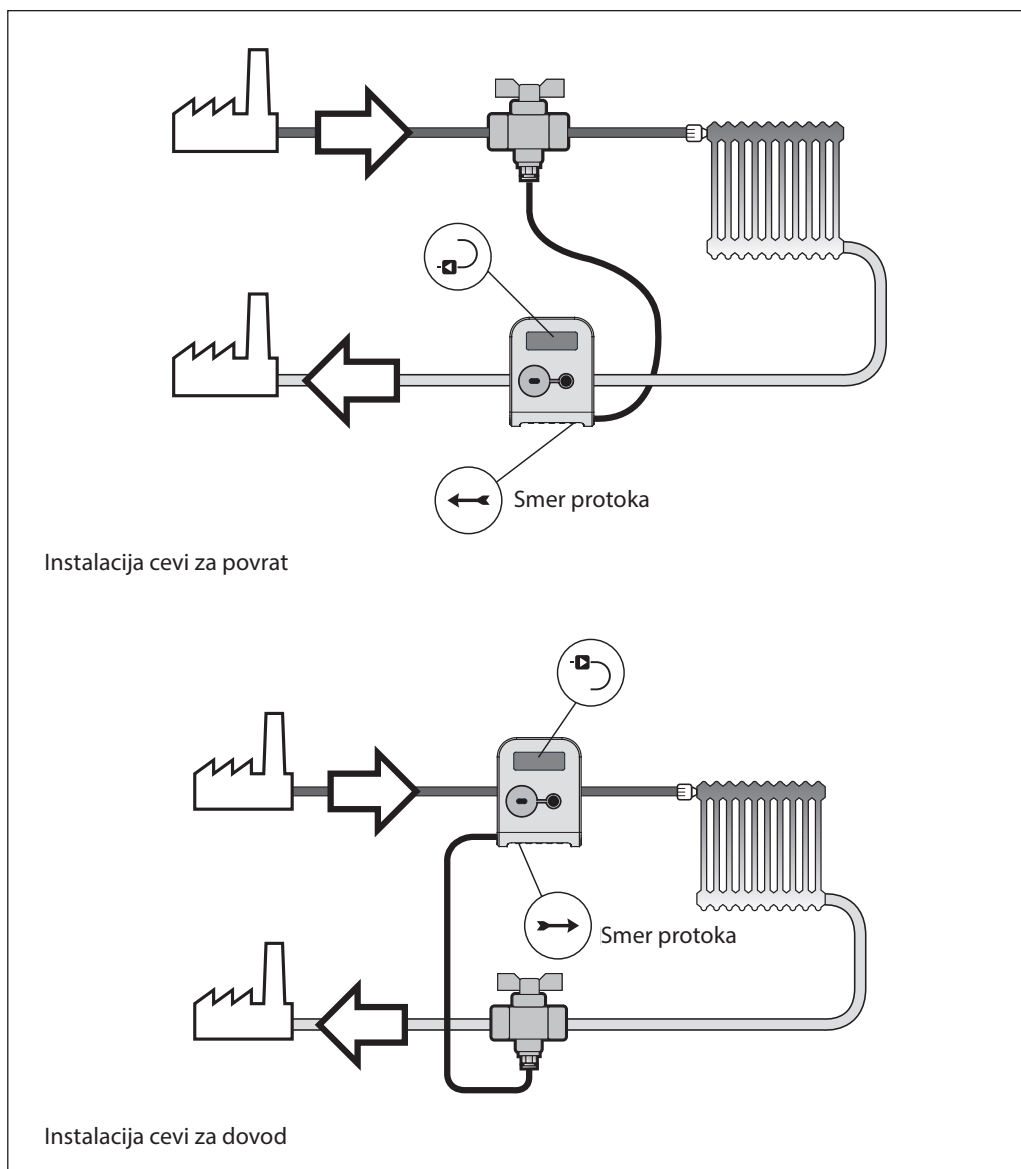 Smer protoka
Instalacija cevi za povrat
Smer protoka
Instalacija cevi za dovod